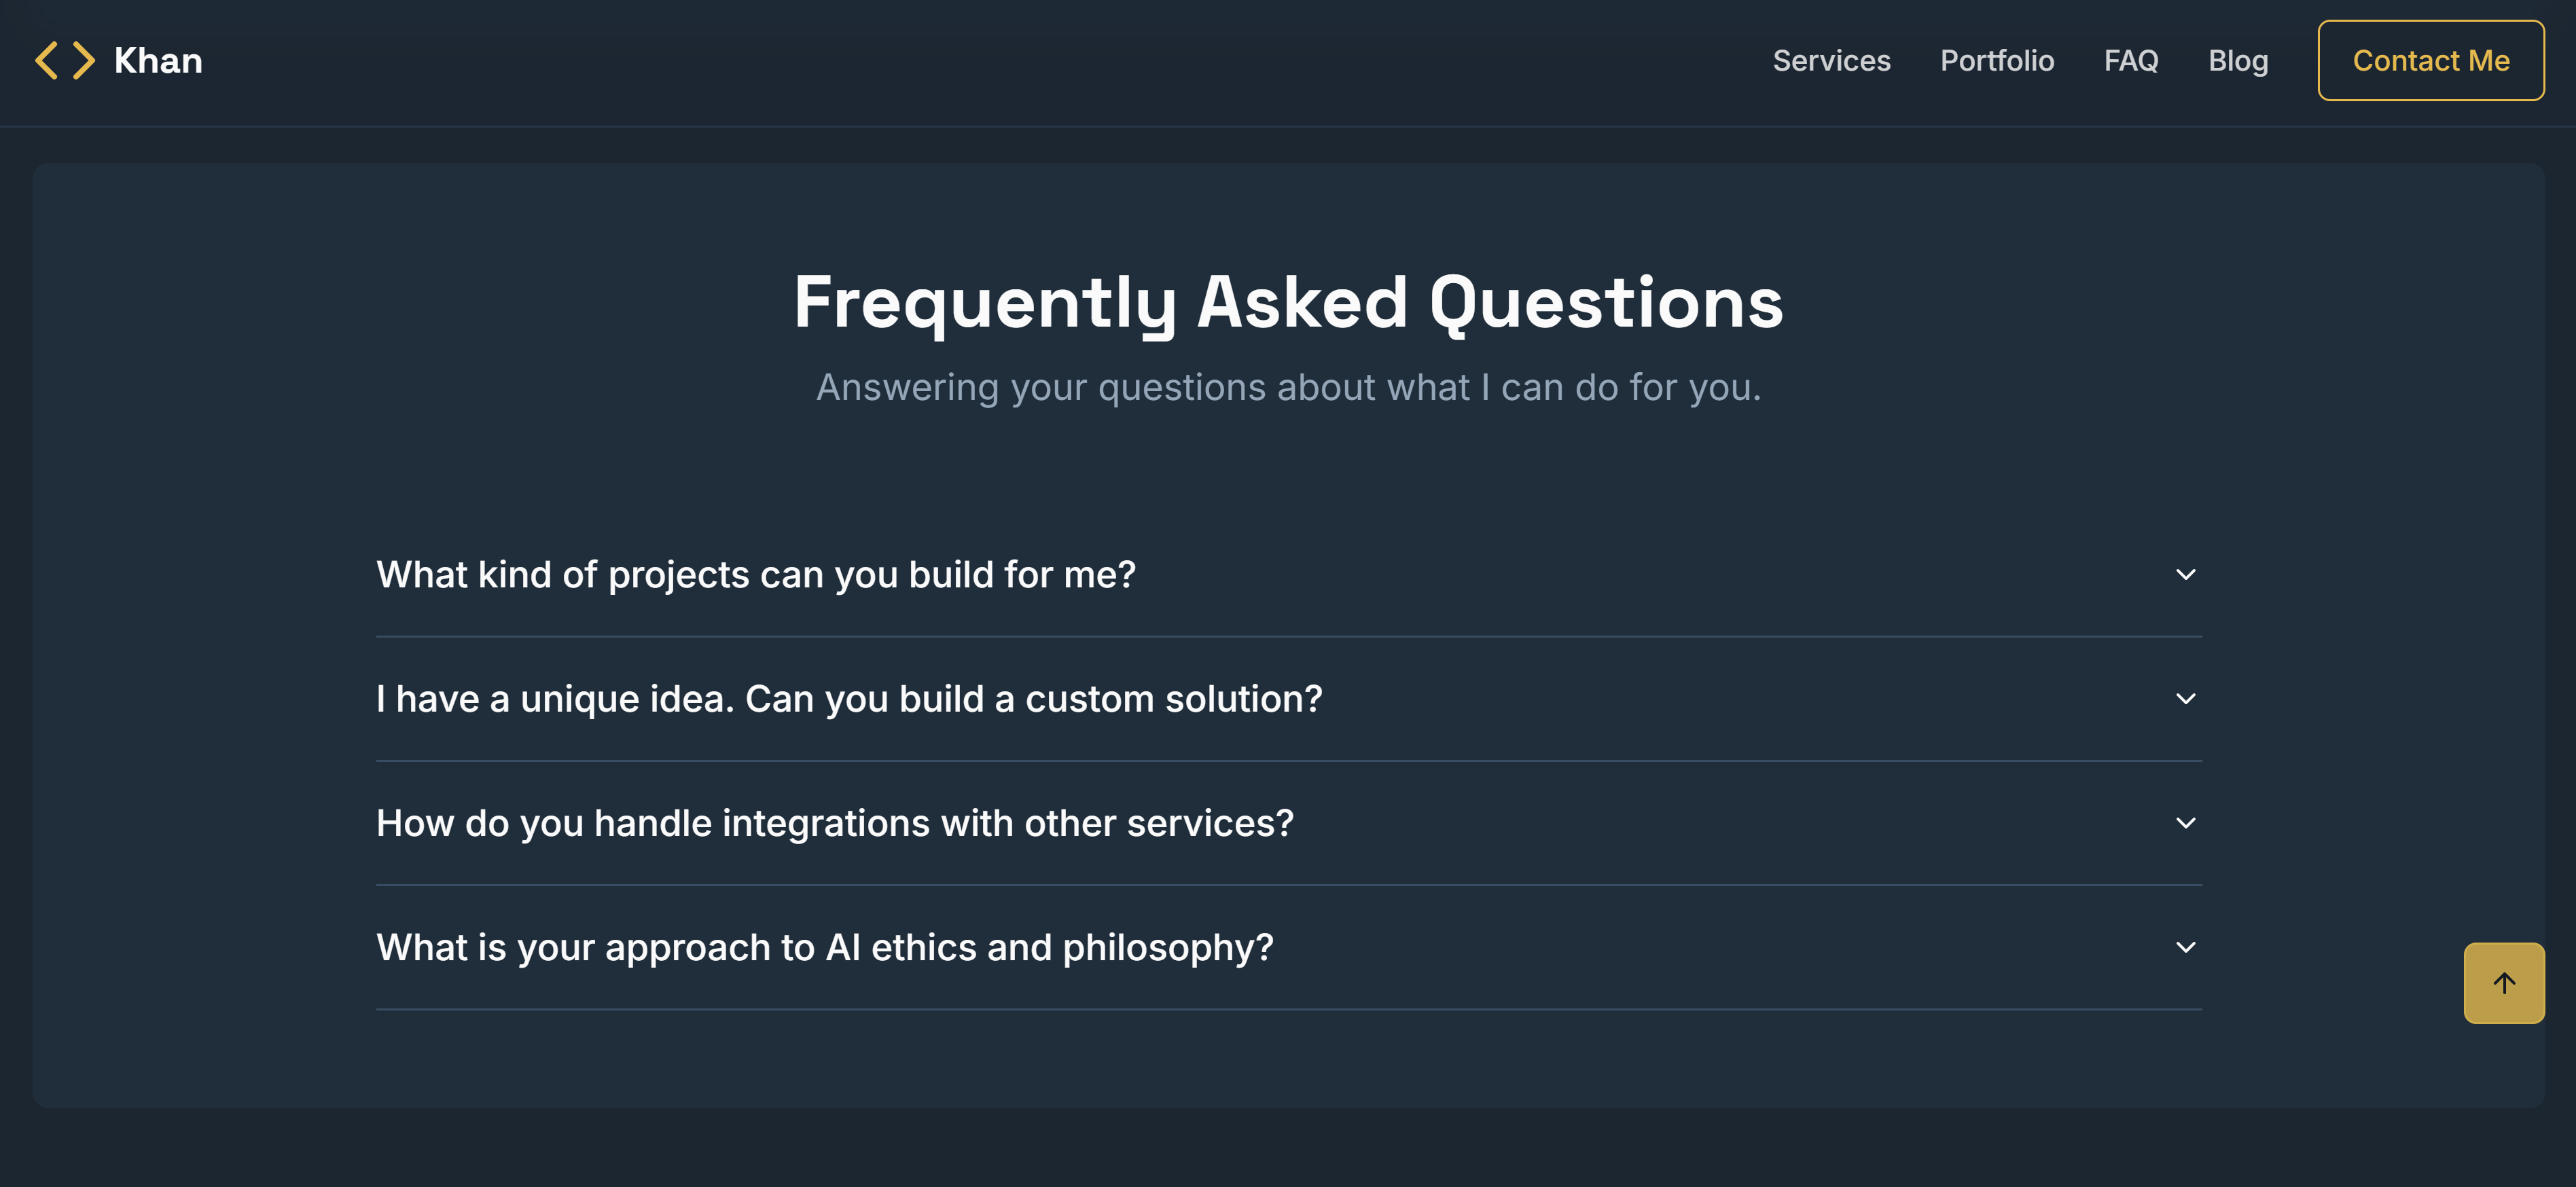 Khan
Services
Portfolio
FAQ
Blog
Contact Me
Frequently Asked Questions
Answering your questions about what I can do for you.
What kind of projects can you build for me?
I have a unique idea. Can you build a custom solution?
How do you handle integrations with other services?
What is your approach to AI ethics and philosophy?